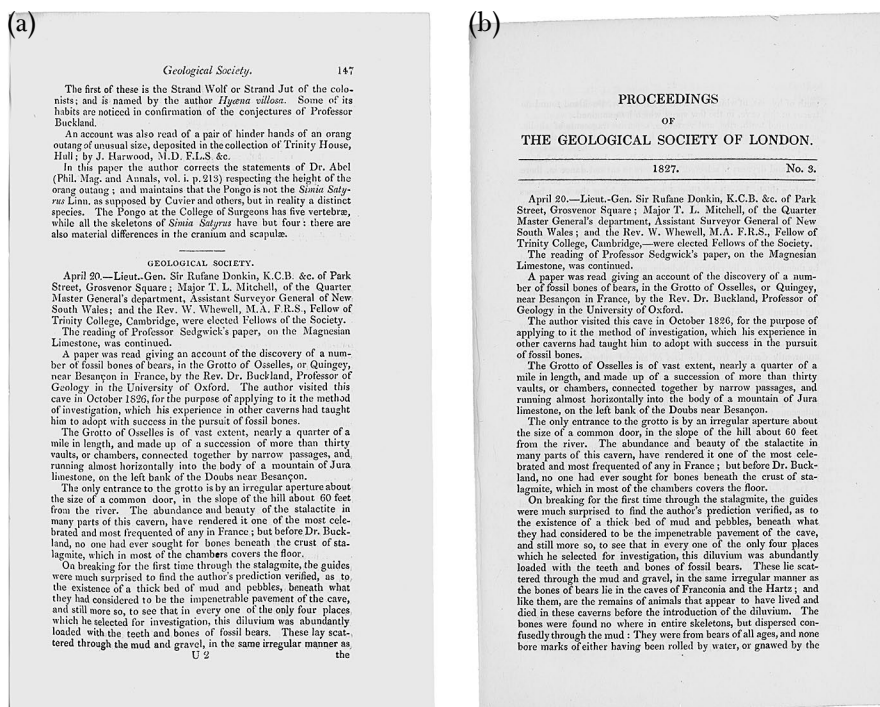 (a)
Geological Society. 147
The first of these is the Strand Wolf or Strand Jut of the colo-
nists; and is named by the author Hyæna villosa. Some of its
habits are noticed in confirmation of the conjectures of Professor
Buckland.
An account was also read of a pair of hinder hands of an orang
outang of unusual size, deposited in the collection of Trinity House,
Hull; by J. Harwood, M.D. F.L.S. &c.
In this paper the author corrects the statements of Dr. Abel
(Phil. Mag. and Annals, vol. i. p. 213) respecting the height of the
orang outang; and maintains that the Pongo is not the Simia Saty-
rus Linn. as supposed by Cuvier and others, but in reality a distinct
species. The Pongo at the College of Surgeons has five vertebræ,
while all the skeletons of Simia Satyrus have but four: there are
also material differences in the cranium and scapulæ.
GEOLOGICAL SOCIETY.
April 20.—Lieut.-Gen. Sir Rufane Donkin, K.C.B. &c. of Park
Street, Grosvenor Square; Major T. L. Mitchell, of the Quarter
Master General's department, Assistant Surveyor General of New
South Wales; and the Rev. W. Whewell, M.A. F.R.S., Fellow of
Trinity College, Cambridge, were elected Fellows of the Society.
The reading of Professor Sedgwick's paper, on the Magnesian
Limestone, was continued.
A paper was read giving an account of the discovery of a num-
ber of fossil bones of bears, in the Grotto of Osselles, or Quingey,
near Besançon in France, by the Rev. Dr. Buckland, Professor of
Geology in the University of Oxford. The author visited this
cave in October 1826, for the purpose of applying to it the method
of investigation, which his experience in other caverns had taught
him to adopt with success in the pursuit of fossil bones.
The Grotto of Osselles is of vast extent, nearly a quarter of a
mile in length, and made up of a succession of more than thirty
vaults, or chambers, connected together by narrow passages, and
running almost horizontally into the body of a mountain of Jura
limestone, on the left bank of the Doubs near Besançon.
The only entrance to the grotto is by an irregular aperture about
the size of a common door, in the slope of the hill about 60 feet
from the river. The abundance and beauty of the stalactite in
many parts of this cavern, have rendered it one of the most cele-
brated and most frequented of any in France; but before Dr. Buck-
land, no one had ever sought for bones beneath the crust of sta-
lagmite, which in most of the chambers covers the floor.
On breaking for the first time through the stalagmite, the guides
were much surprised to find the author's prediction verified, as to
the existence of a thick bed of mud and pebbles, beneath what
they had considered to be the impenetrable pavement of the cave,
and still more so, to see that in every one of the only four places
which he selected for investigation, this diluvium was abundantly
loaded with the teeth and bones of fossil bears. These lay scat-
tered through the mud and gravel, in the same irregular manner as
U 2 the
(b)
PROCEEDINGS
OF
THE GEOLOGICAL SOCIETY OF LONDON.
1827. No. 3.
April 20.—Lieut.-Gen. Sir Rufane Donkin, K.C.B. &c. of Park
Street, Grosvenor Square; Major T. L. Mitchell, of the Quarter
Master General's department, Assistant Surveyor General of New
South Wales; and the Rev. W. Whewell, M.A. F.R.S., Fellow of
Trinity College, Cambridge,—were elected Fellows of the Society.
The reading of Professor Sedgwick's paper, on the Magnesian
Limestone, was continued.
A paper was read giving an account of the discovery of a num-
ber of fossil bones of bears, in the Grotto of Osselles, or Quingey,
near Besançon in France, by the Rev. Dr. Buckland, Professor of
Geology in the University of Oxford.
The author visited this cave in October 1826, for the purpose of
applying to it the method of investigation, which his experience in
other caverns had taught him to adopt with success in the pursuit
of fossil bones.
The Grotto of Osselles is of vast extent, nearly a quarter of a
mile in length, and made up of a succession of more than thirty
vaults, or chambers, connected together by narrow passages, and
running almost horizontally into the body of a mountain of Jura
limestone, on the left bank of the Doubs near Besançon.
The only entrance to the grotto is by an irregular aperture about
the size of a common door, in the slope of the hill about 60 feet
from the river. The abundance and beauty of the stalactite in
many parts of this cavern, have rendered it one of the most cele-
brated and most frequented of any in France; but before Dr. Buck-
land, no one had ever sought for bones beneath the crust of sta-
lagmite, which in most of the chambers covers the floor.
On breaking for the first time through the stalagmite, the guides
were much surprised to find the author's prediction verified, as to
the existence of a thick bed of mud and pebbles, beneath what
they had considered to be the impenetrable pavement of the cave,
and still more so, to see that in every one of the only four places
which he selected for investigation, this diluvium was abundantly
loaded with the teeth and bones of fossil bears. These lie scat-
tered through the mud and gravel, in the same irregular manner as
the bones of bears lie in the caves of Franconia and the Hartz; and
like them, are the remains of animals that appear to have lived and
died in these caverns before the introduction of the diluvium. The
bones were found no where in entire skeletons, but dispersed con-
fusedly through the mud: They were from bears of all ages, and none
bore marks of either having been rolled by water, or gnawed by the